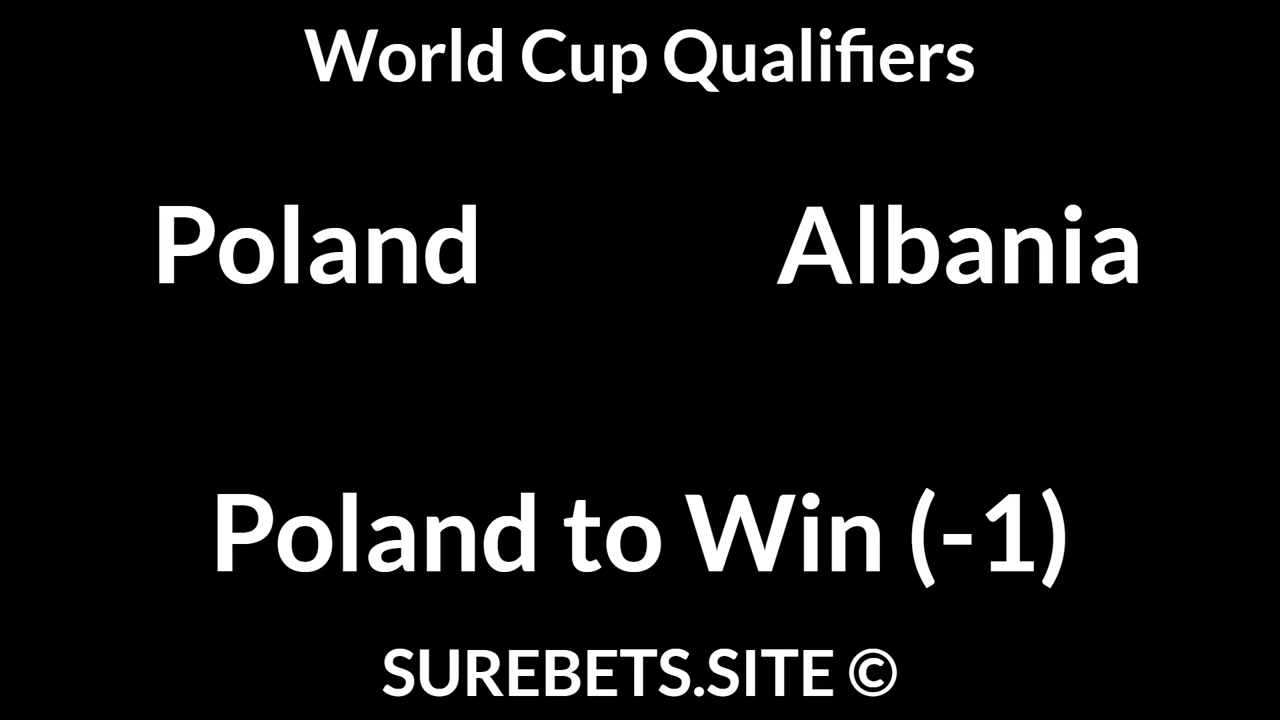 World Cup Qualifiers
Poland Albania
Poland to Win (-1)
SUREBETS.SITE ©